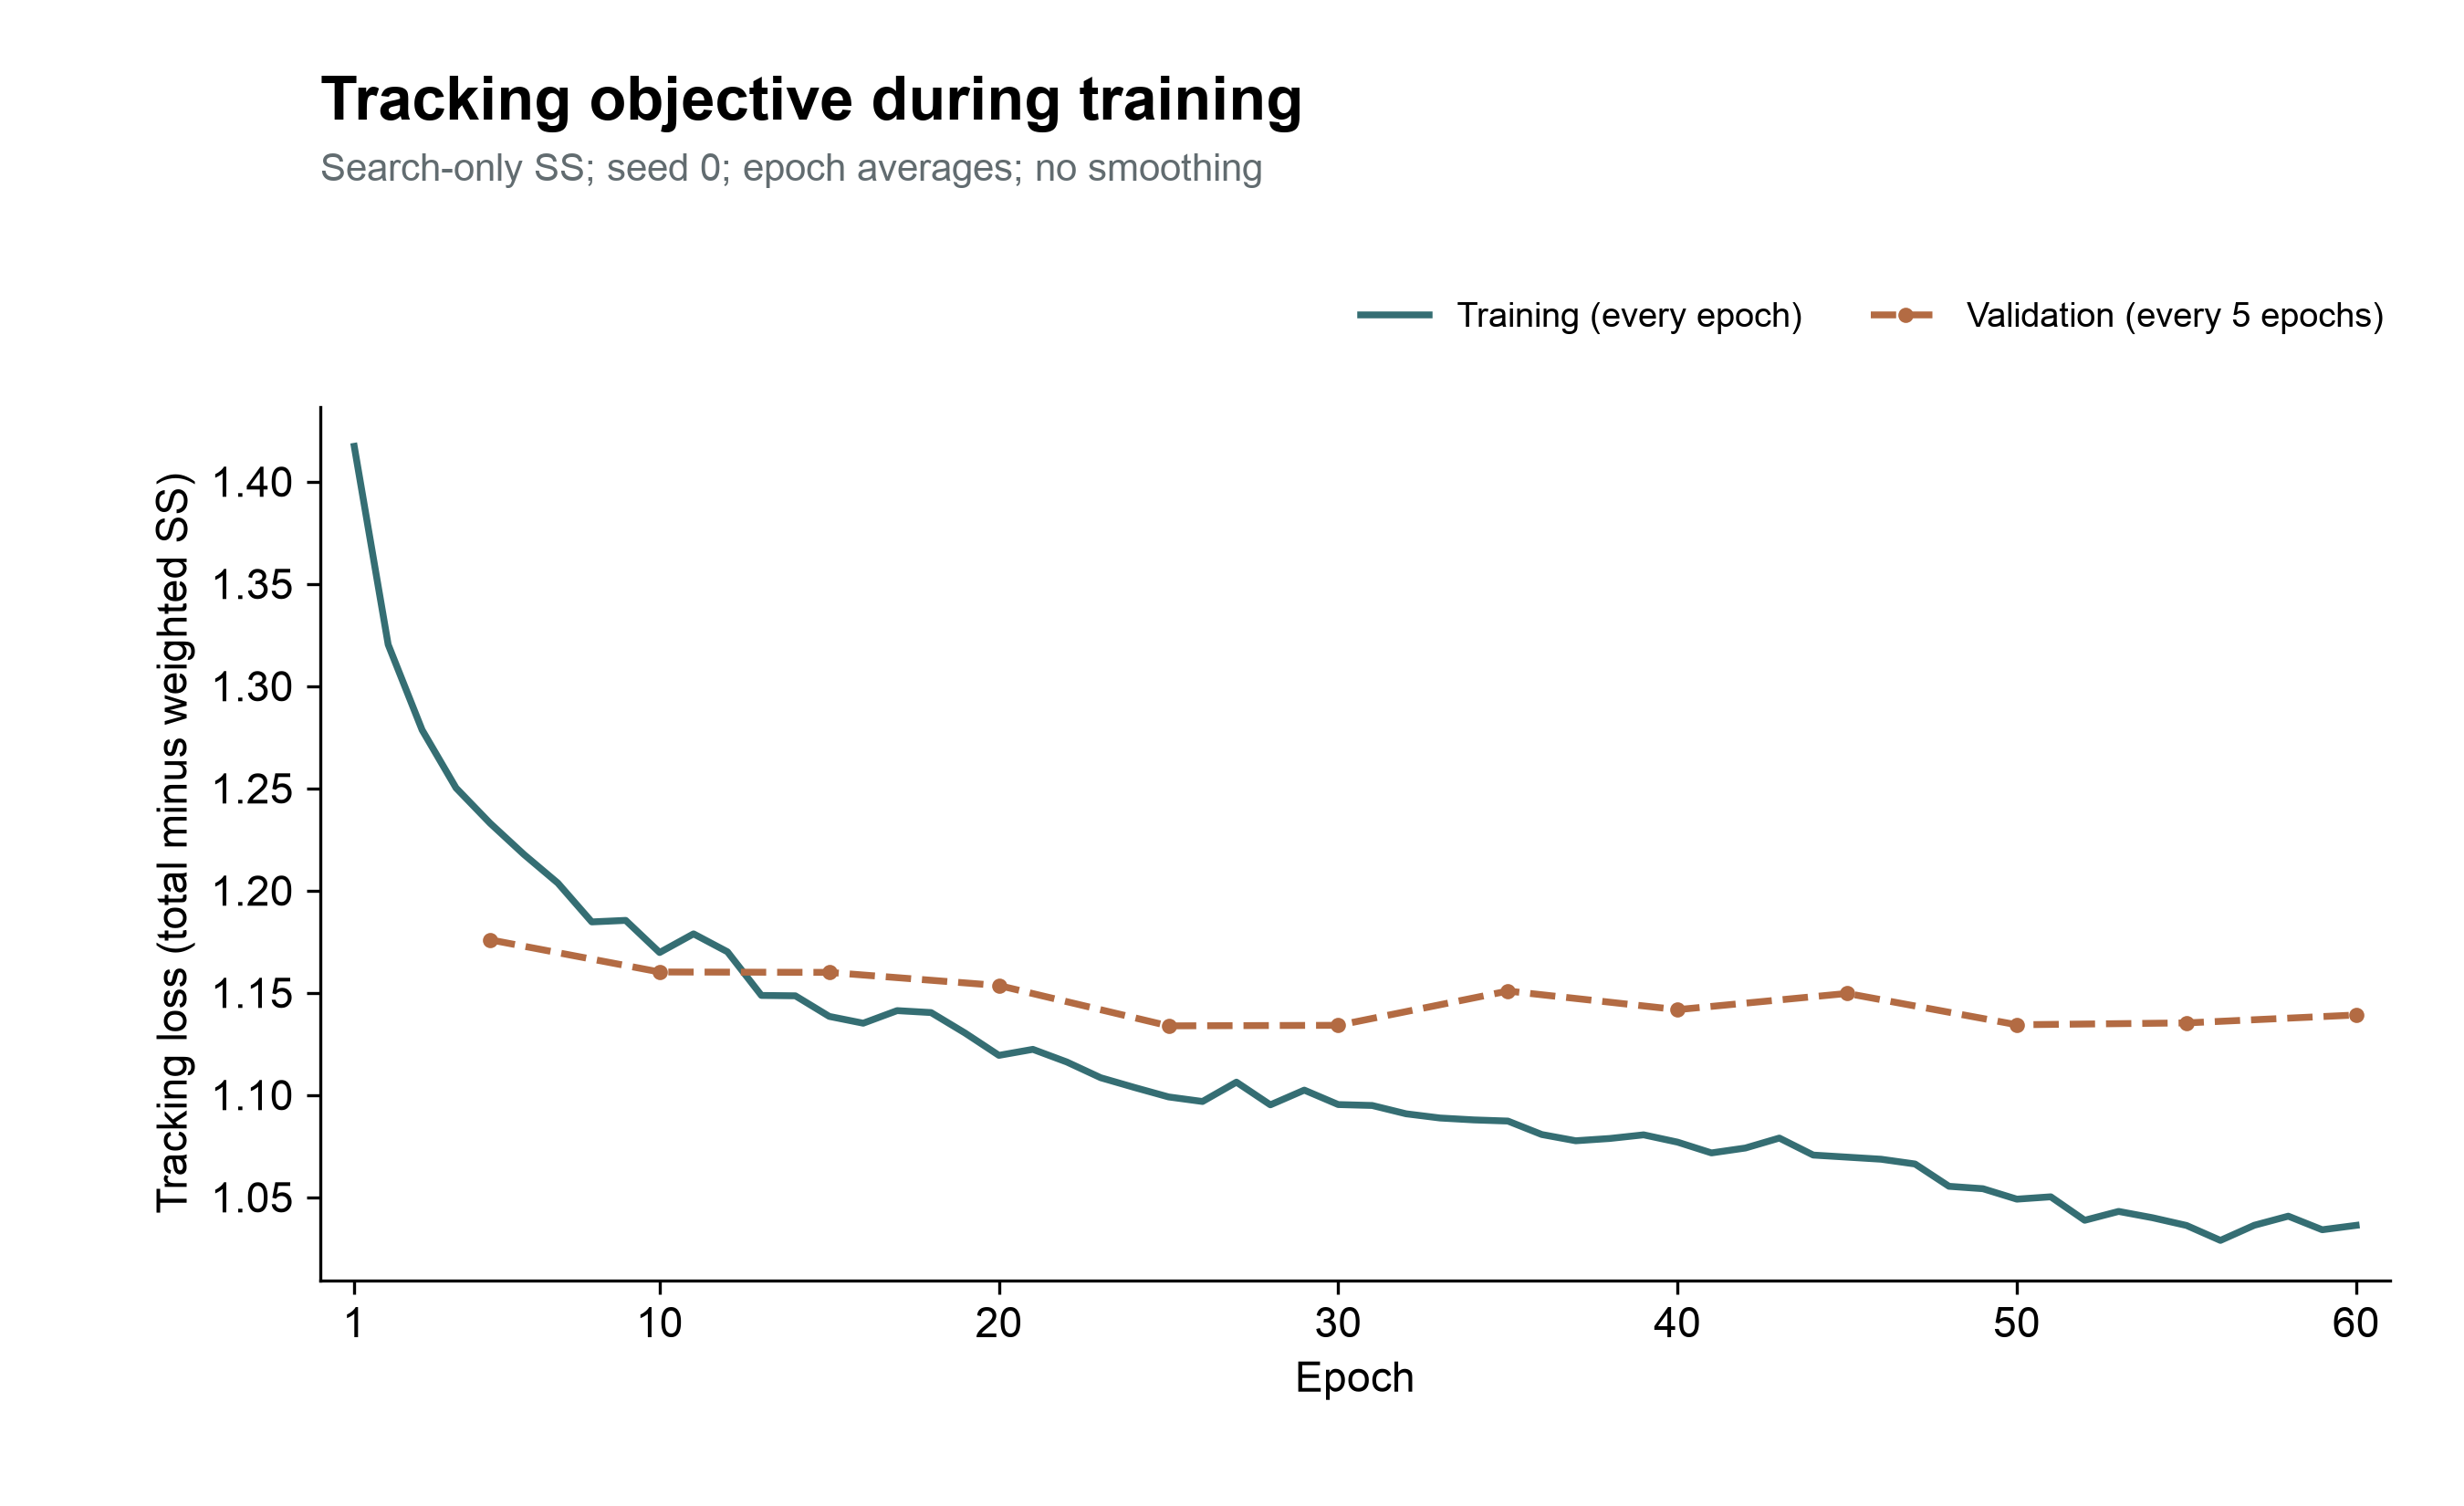 Tracking objective during training
Search-only SS; seed 0; epoch averages; no smoothing
Training (every epoch)
Validation (every 5 epochs)
Tracking loss (total minus weighted SS)
1.40
1.35
1.30
1.25
1.20
1.15
1.10
1.05
1 10 20 30 40 50 60
Epoch